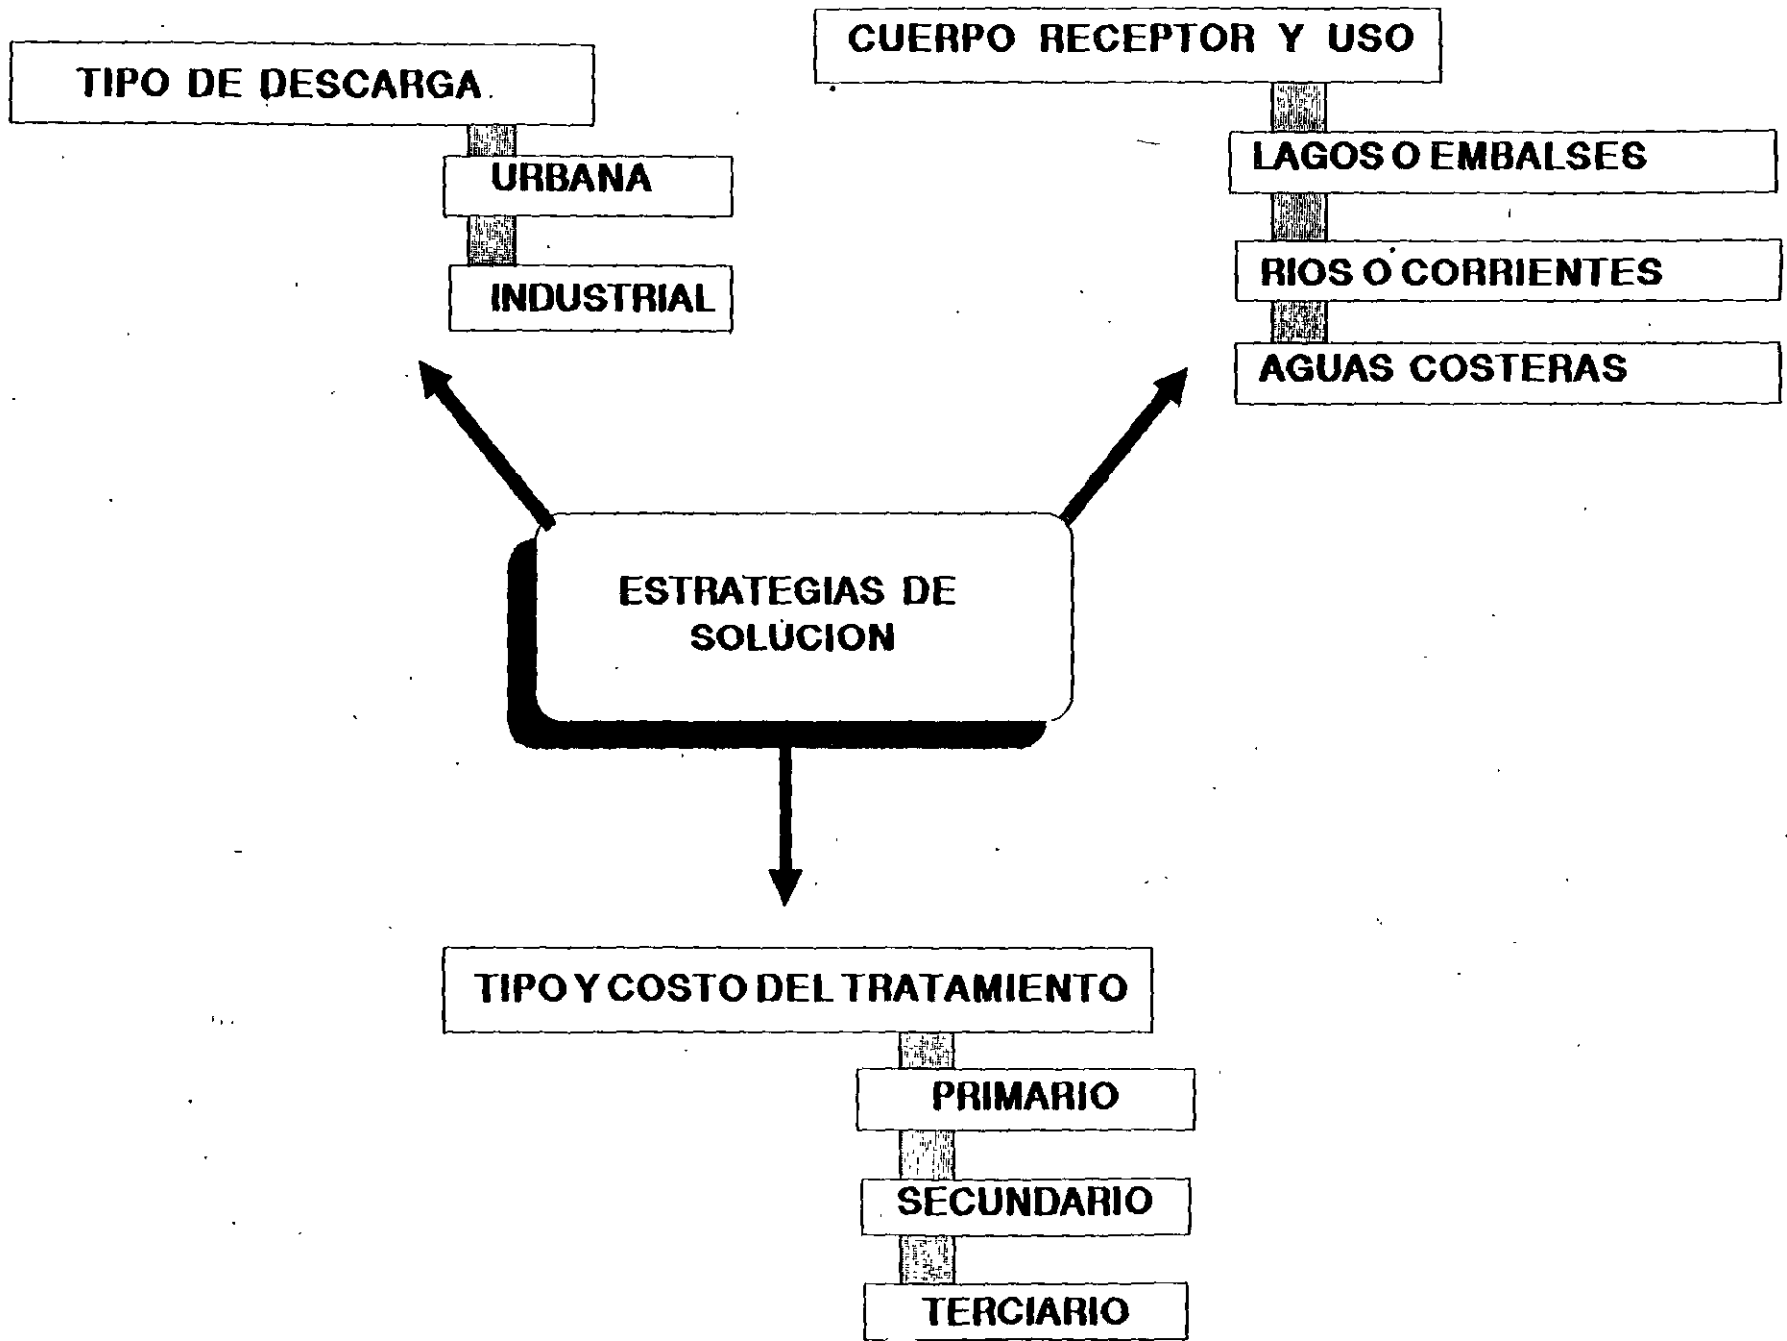 TIPO DE DESCARGA
URBANA
INDUSTRIAL
CUERPO RECEPTOR Y USO
LAGOS O EMBALSES
RIOS O CORRIENTES
AGUAS COSTERAS
ESTRATEGIAS DE
SOLUCION
TIPO Y COSTO DEL TRATAMIENTO
PRIMARIO
SECUNDARIO
TERCIARIO